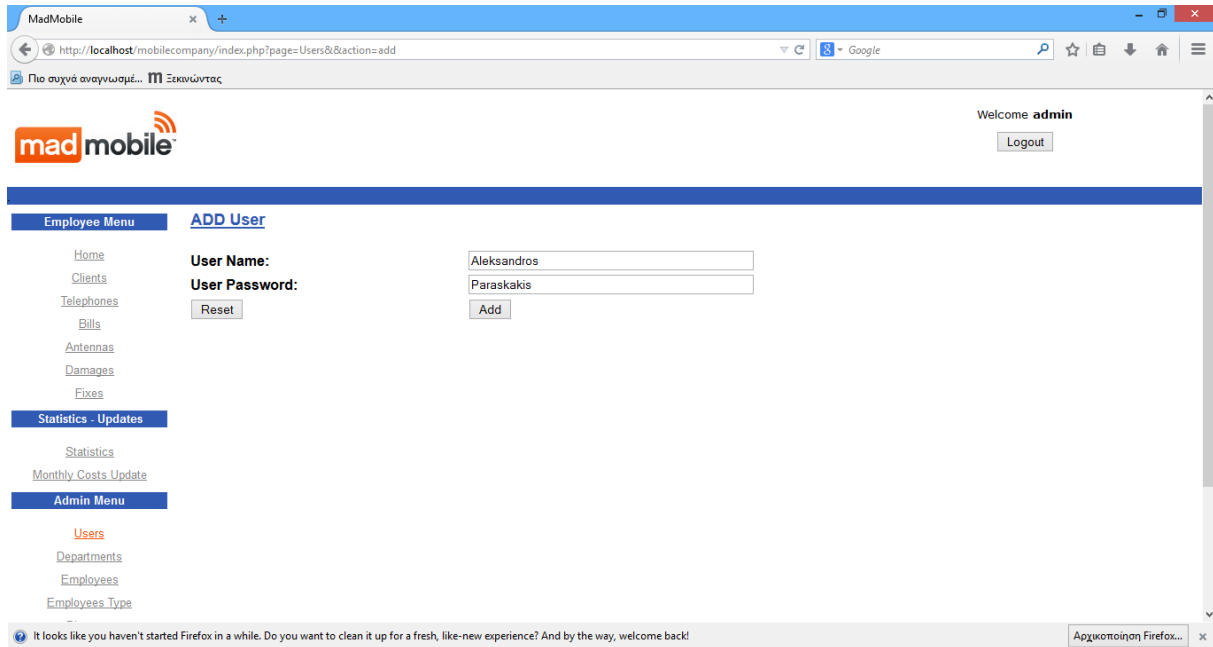 MadMobile
http://localhost/mobilecompany/index.php?page=Users&&action=add
Google
Πιο συχνά αναγνωσμέ... Ξεκινώντας
mad mobile
Welcome admin
Logout
Employee Menu
Home
Clients
Telephones
Bills
Antennas
Damages
Fixes
Statistics - Updates
Statistics
Monthly Costs Update
Admin Menu
Users
Departments
Employees
Employees Type
ADD User
User Name: Aleksandros
User Password: Paraskakis
Reset Add
It looks like you haven't started Firefox in a while. Do you want to clean it up for a fresh, like-new experience? And by the way, welcome back!
Αρχικοποίηση Firefox...